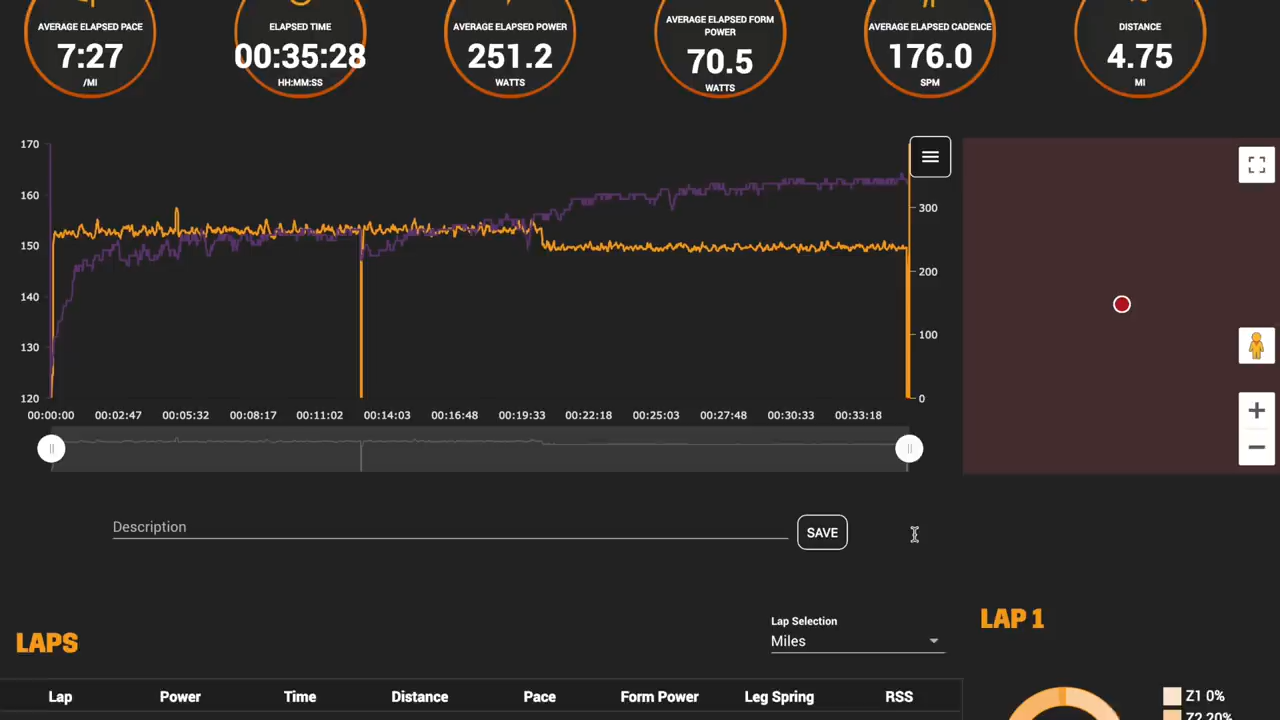 AVERAGE ELAPSED PACE
7:27
/MI
ELAPSED TIME
00:35:28
HH:MM:SS
AVERAGE ELAPSED POWER
251.2
WATTS
AVERAGE ELAPSED FORM
POWER
70.5
WATTS
AVERAGE ELAPSED CADENCE
176.0
SPM
DISTANCE
4.75
MI
170
160
150
140
130
120
300
200
100
0
00:00:00 00:02:47 00:05:32 00:08:17 00:11:02 00:14:03 00:16:48 00:19:33 00:22:18 00:25:03 00:27:48 00:30:33 00:33:18
Description
SAVE
LAPS
Lap Selection
Miles
LAP 1
Lap Power Time Distance Pace Form Power Leg Spring RSS
Z1 0%
Z2 20%